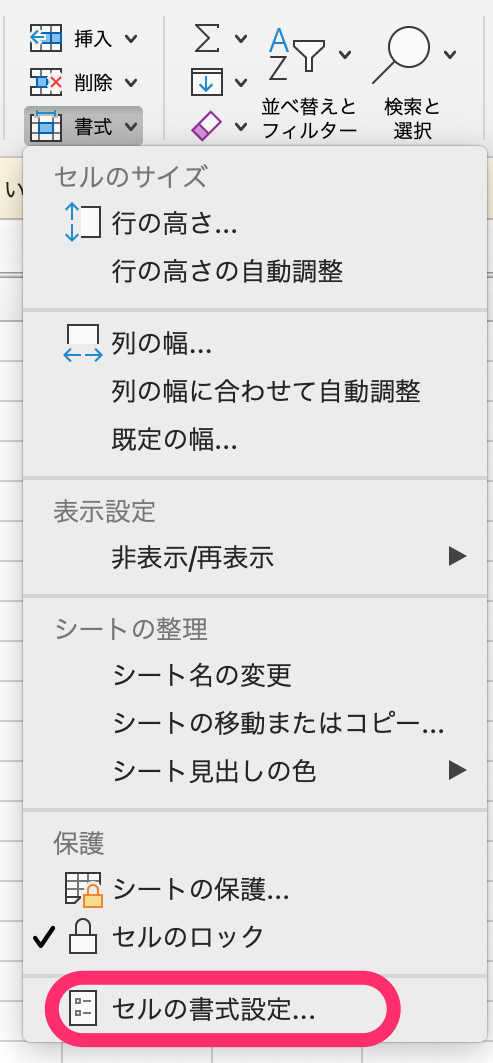 挿入
削除
書式
並べ替えと
フィルター
検索と
選択
い
セルのサイズ
行の高さ...
行の高さの自動調整
列の幅...
列の幅に合わせて自動調整
既定の幅...
表示設定
非表示/再表示
シートの整理
シート名の変更
シートの移動またはコピー...
シート見出しの色
保護
シートの保護...
セルのロック
セルの書式設定...